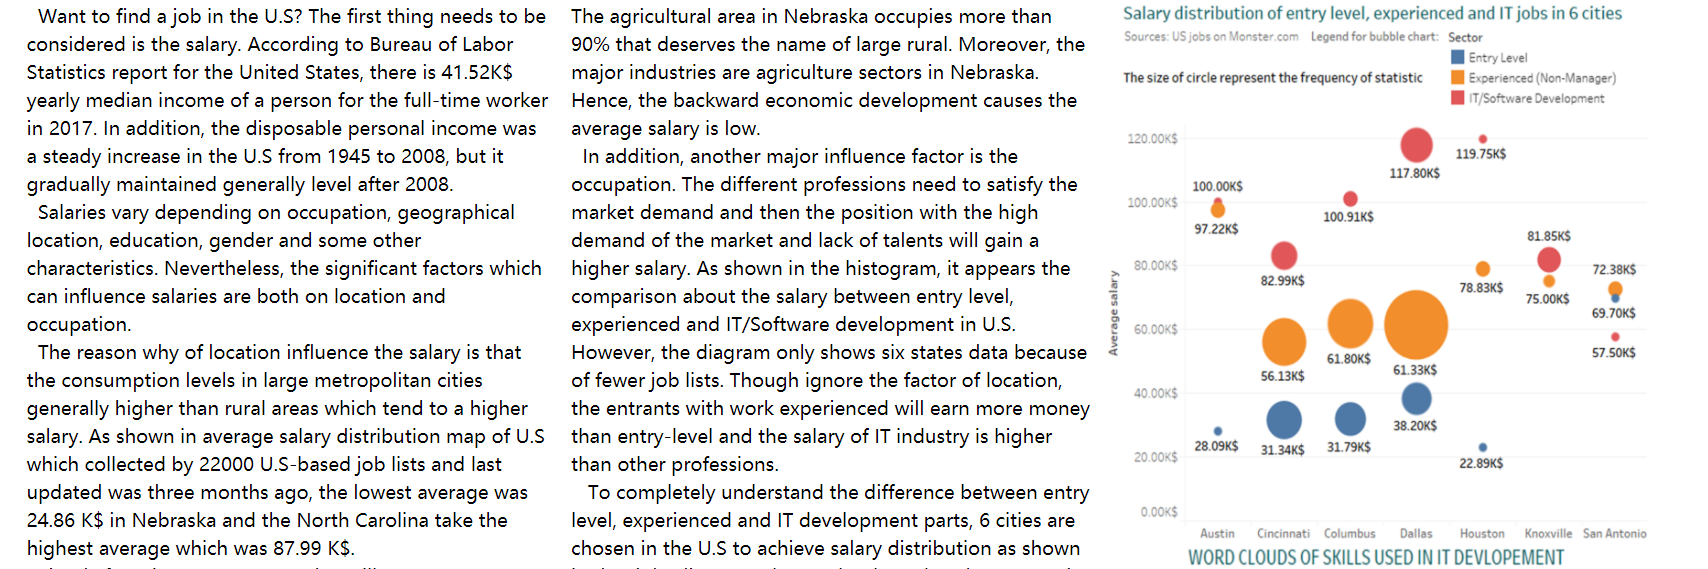 Want to find a job in the U.S? The first thing needs to be
considered is the salary. According to Bureau of Labor
Statistics report for the United States, there is 41.52K$
yearly median income of a person for the full-time worker
in 2017. In addition, the disposable personal income was
a steady increase in the U.S from 1945 to 2008, but it
gradually maintained generally level after 2008.
Salaries vary depending on occupation, geographical
location, education, gender and some other
characteristics. Nevertheless, the significant factors which
can influence salaries are both on location and
occupation.
The reason why of location influence the salary is that
the consumption levels in large metropolitan cities
generally higher than rural areas which tend to a higher
salary. As shown in average salary distribution map of U.S
which collected by 22000 U.S-based job lists and last
updated was three months ago, the lowest average was
24.86 K$ in Nebraska and the North Carolina take the
highest average which was 87.99 K$.
The agricultural area in Nebraska occupies more than
90% that deserves the name of large rural. Moreover, the
major industries are agriculture sectors in Nebraska.
Hence, the backward economic development causes the
average salary is low.
In addition, another major influence factor is the
occupation. The different professions need to satisfy the
market demand and then the position with the high
demand of the market and lack of talents will gain a
higher salary. As shown in the histogram, it appears the
comparison about the salary between entry level,
experienced and IT/Software development in U.S.
However, the diagram only shows six states data because
of fewer job lists. Though ignore the factor of location,
the entrants with work experienced will earn more money
than entry-level and the salary of IT industry is higher
than other professions.
To completely understand the difference between entry
level, experienced and IT development parts, 6 cities are
chosen in the U.S to achieve salary distribution as shown
Salary distribution of entry level, experienced and IT jobs in 6 cities
Sources: US jobs on Monster.com Legend for bubble chart: Sector
Entry Level
The size of circle represent the frequency of statistic
Experienced (Non-Manager)
IT/Software Development
Average salary
120.00K$
100.00K$
80.00K$
60.00K$
40.00K$
20.00K$
0.00K$
100.00K$
97.22K$
28.09K$
82.99K$
56.13K$
31.34K$
100.91K$
61.80K$
31.79K$
117.80K$
61.33K$
38.20K$
119.75K$
78.83K$
22.89K$
81.85K$
75.00K$
72.38K$
69.70K$
57.50K$
Austin Cincinnati Columbus Dallas Houston Knoxville San Antonio
WORD CLOUDS OF SKILLS USED IN IT DEVLOPEMENT